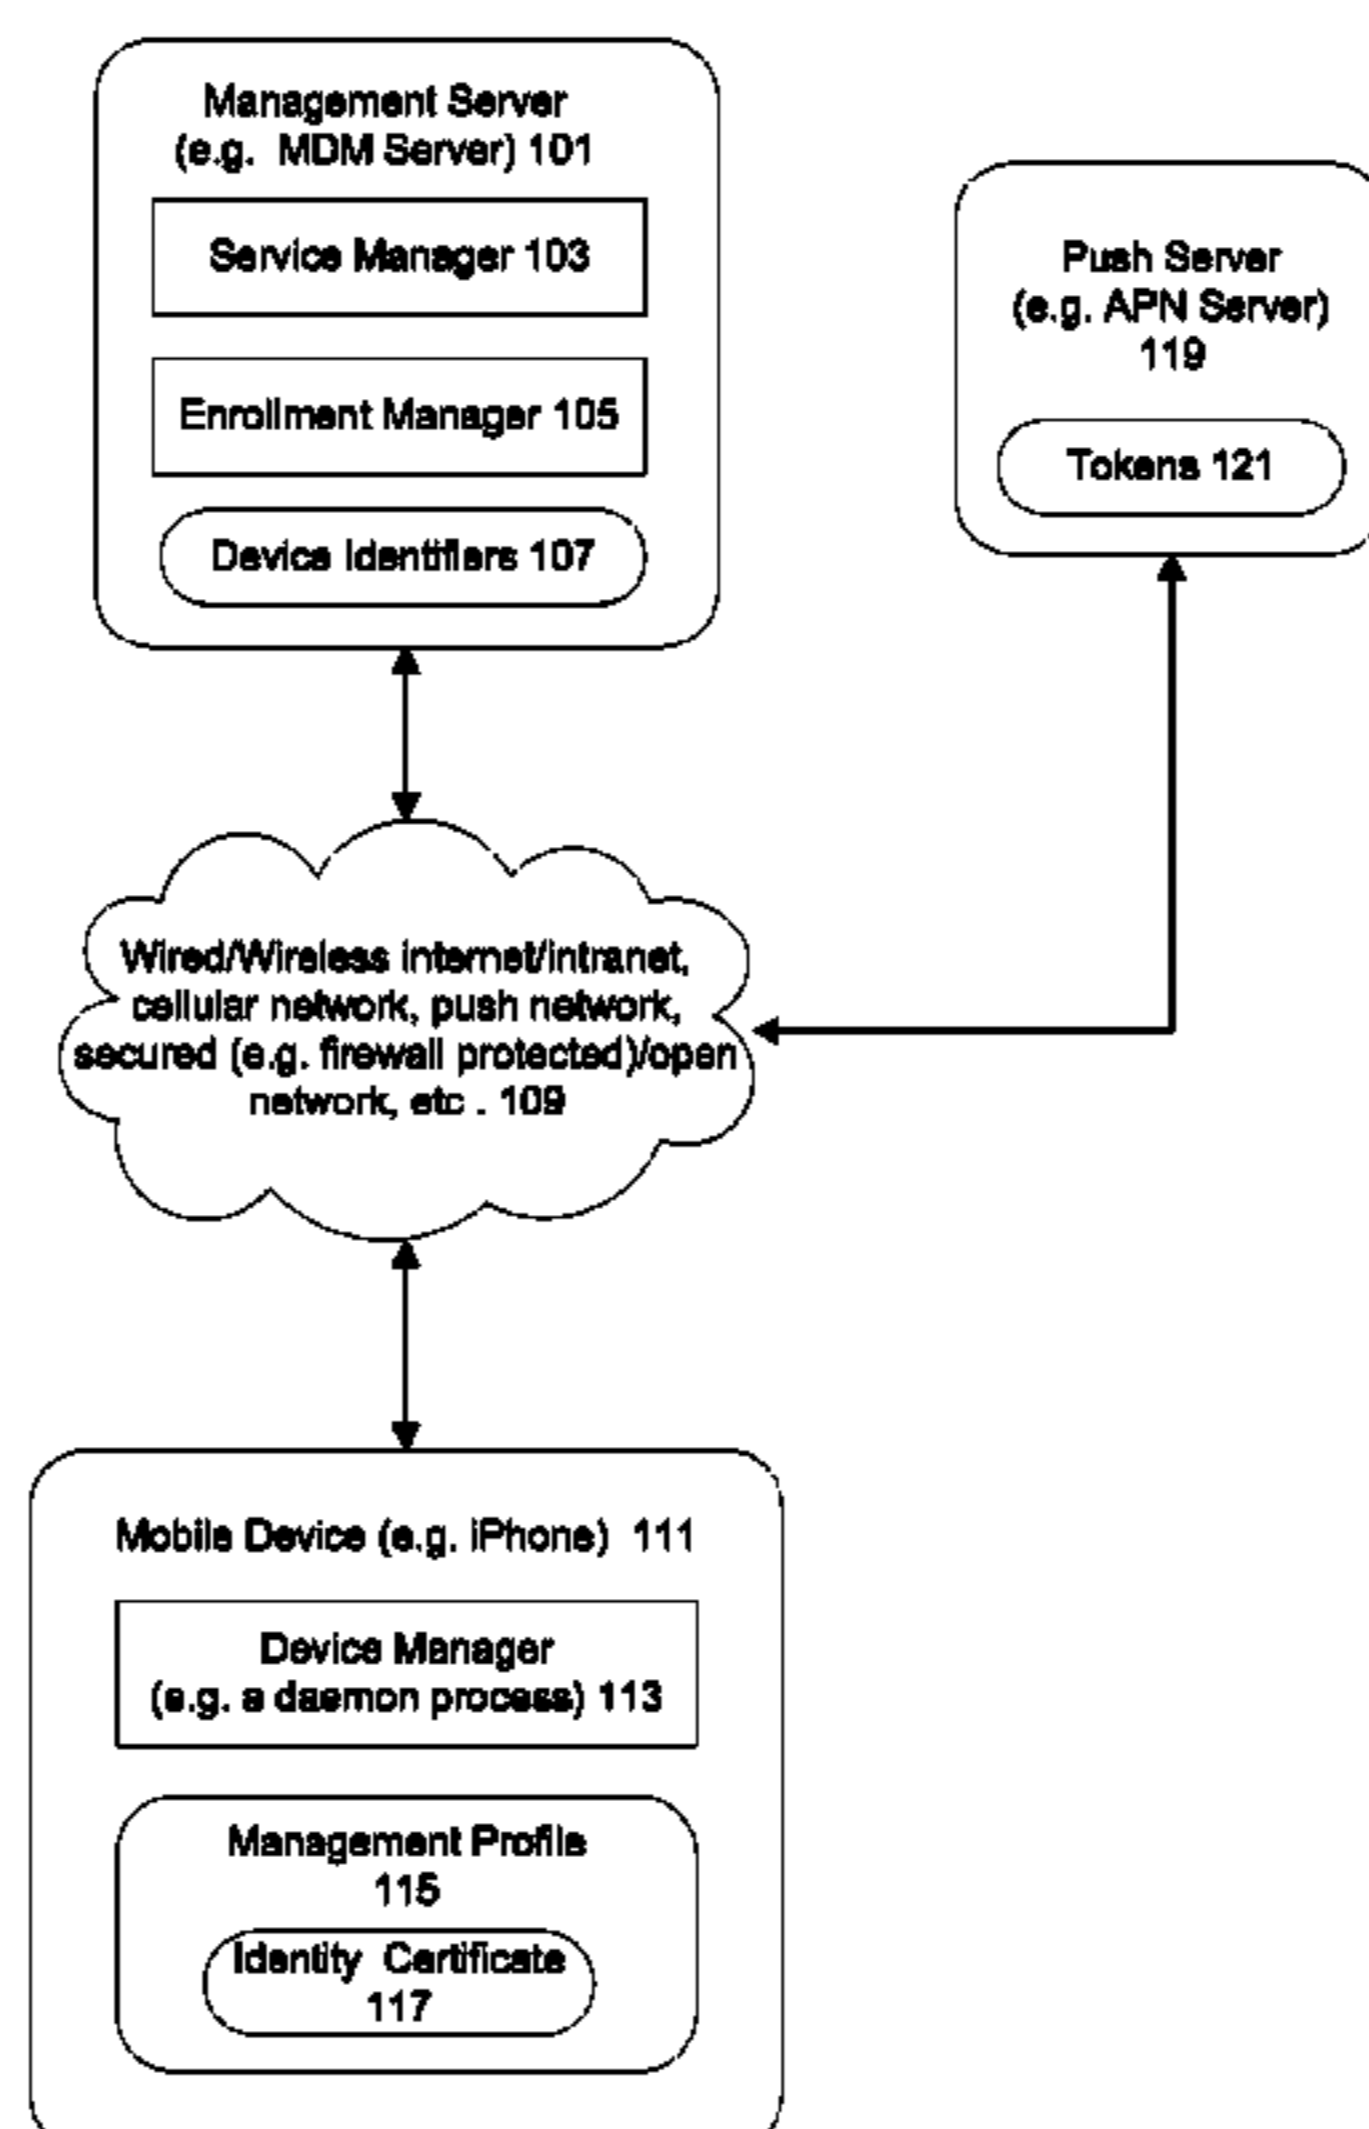 Management Server
(e.g. MDM Server) 101
Service Manager 103
Enrollment Manager 105
Device Identifiers 107
Push Server
(e.g. APN Server)
119
Tokens 121
Wired/Wireless internet/intranet,
cellular network, push network,
secured (e.g. firewall protected)/open
network, etc . 109
Mobile Device (e.g. iPhone) 111
Device Manager
(e.g. a daemon process) 113
Management Profile
115
Identity Certificate
117